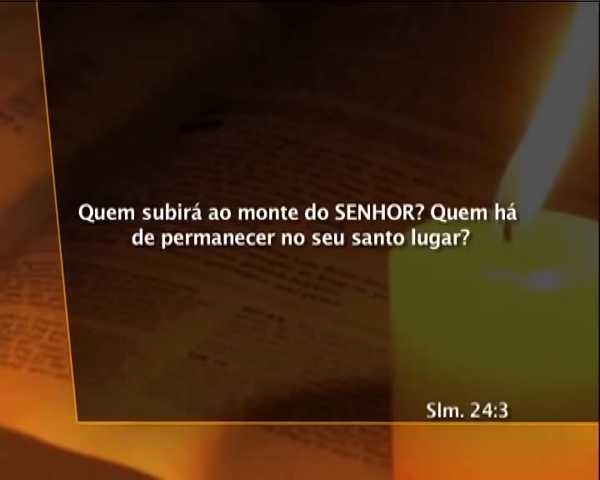 Quem subirá ao monte do SENHOR? Quem há
de permanecer no seu santo lugar?
Slm. 24:3